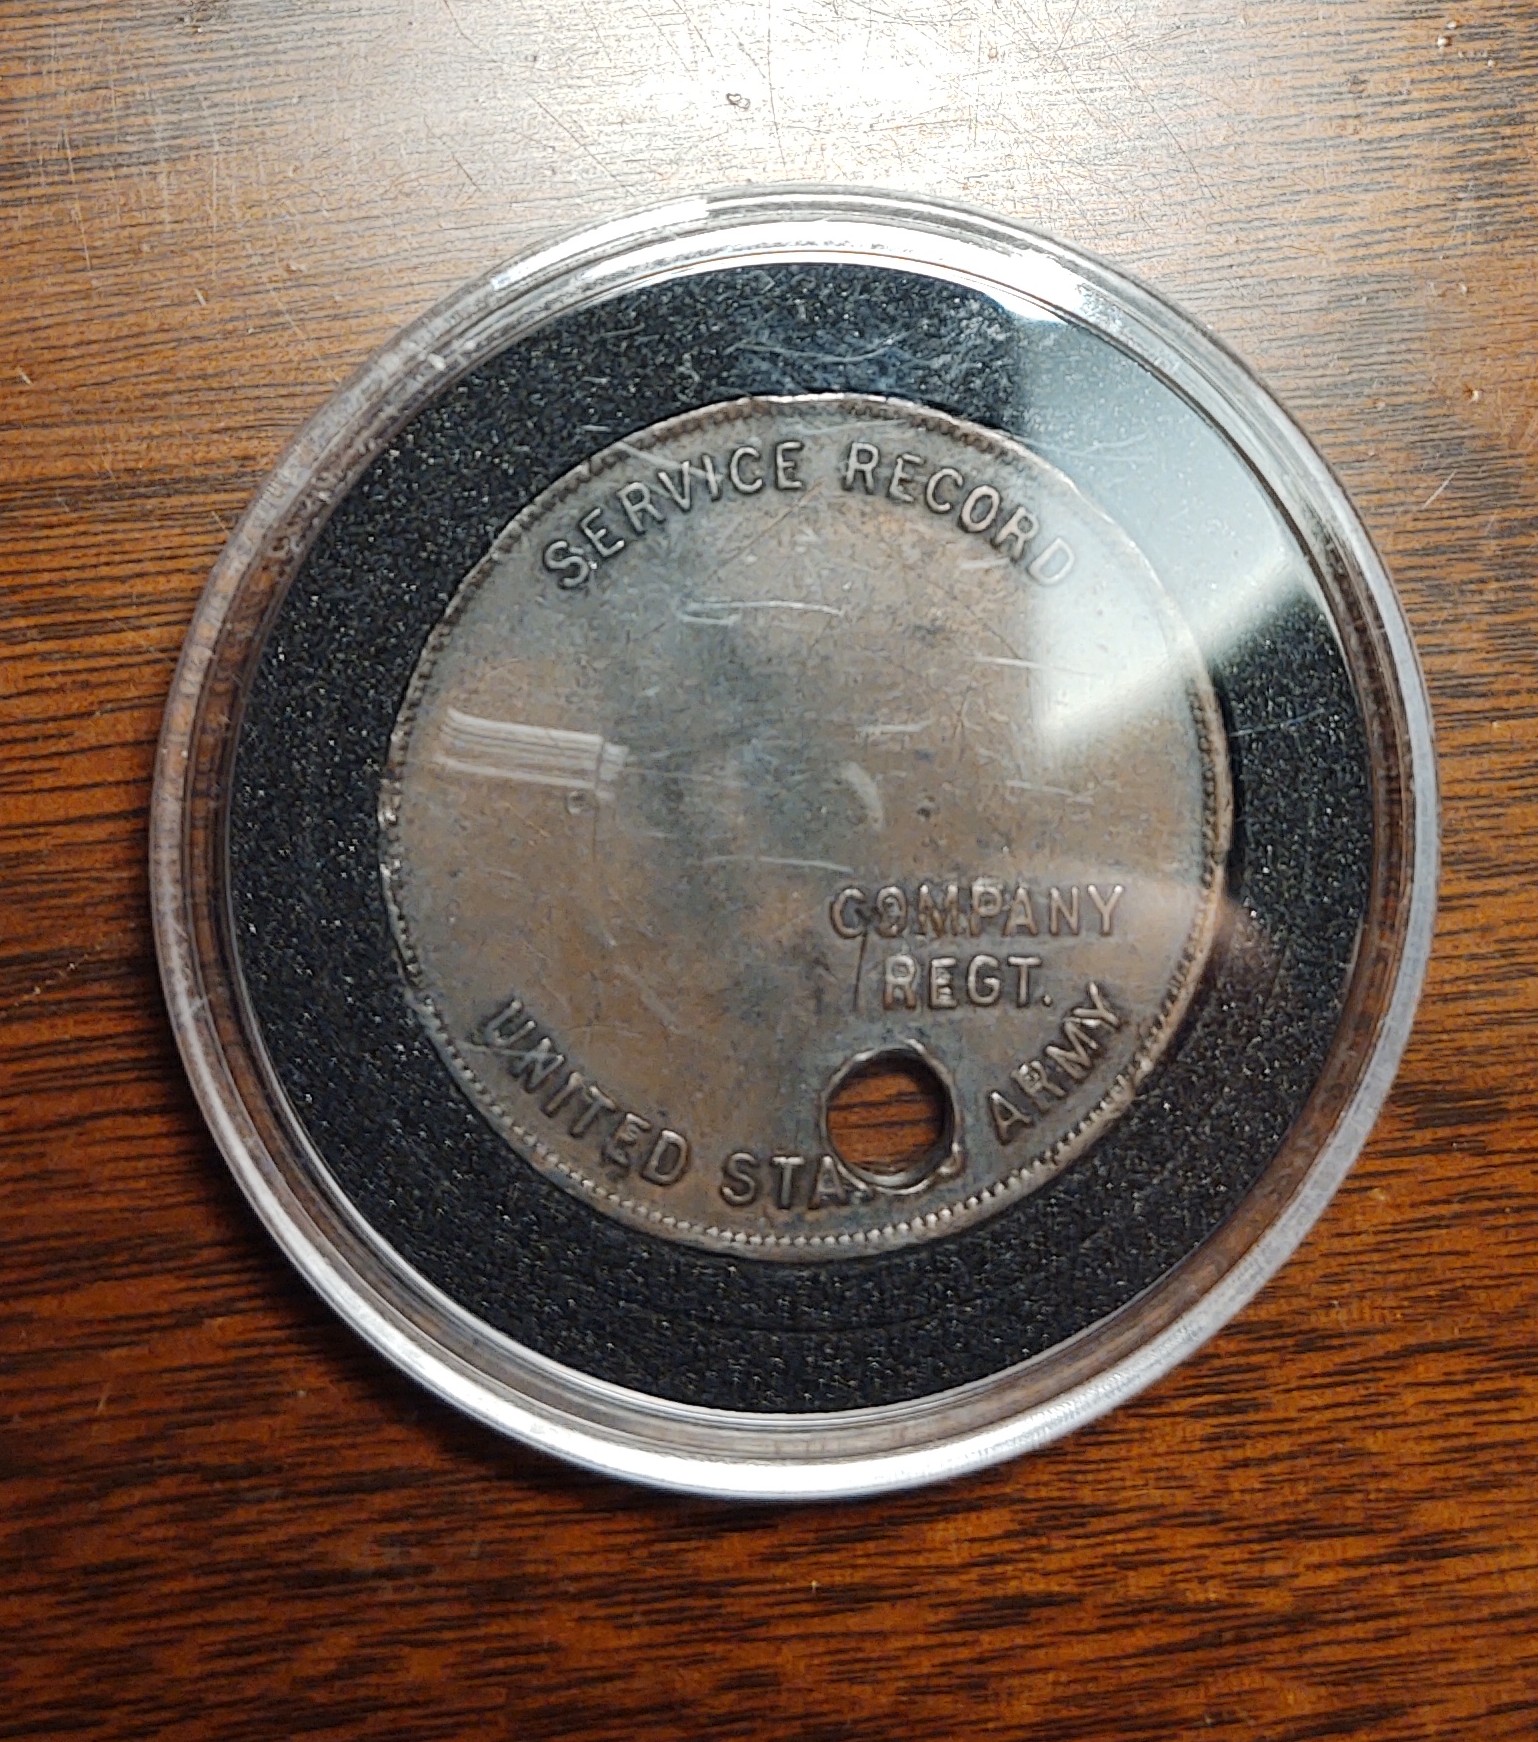 SERVICE RECORD
COMPANY
REGT.
UNITED ARMY